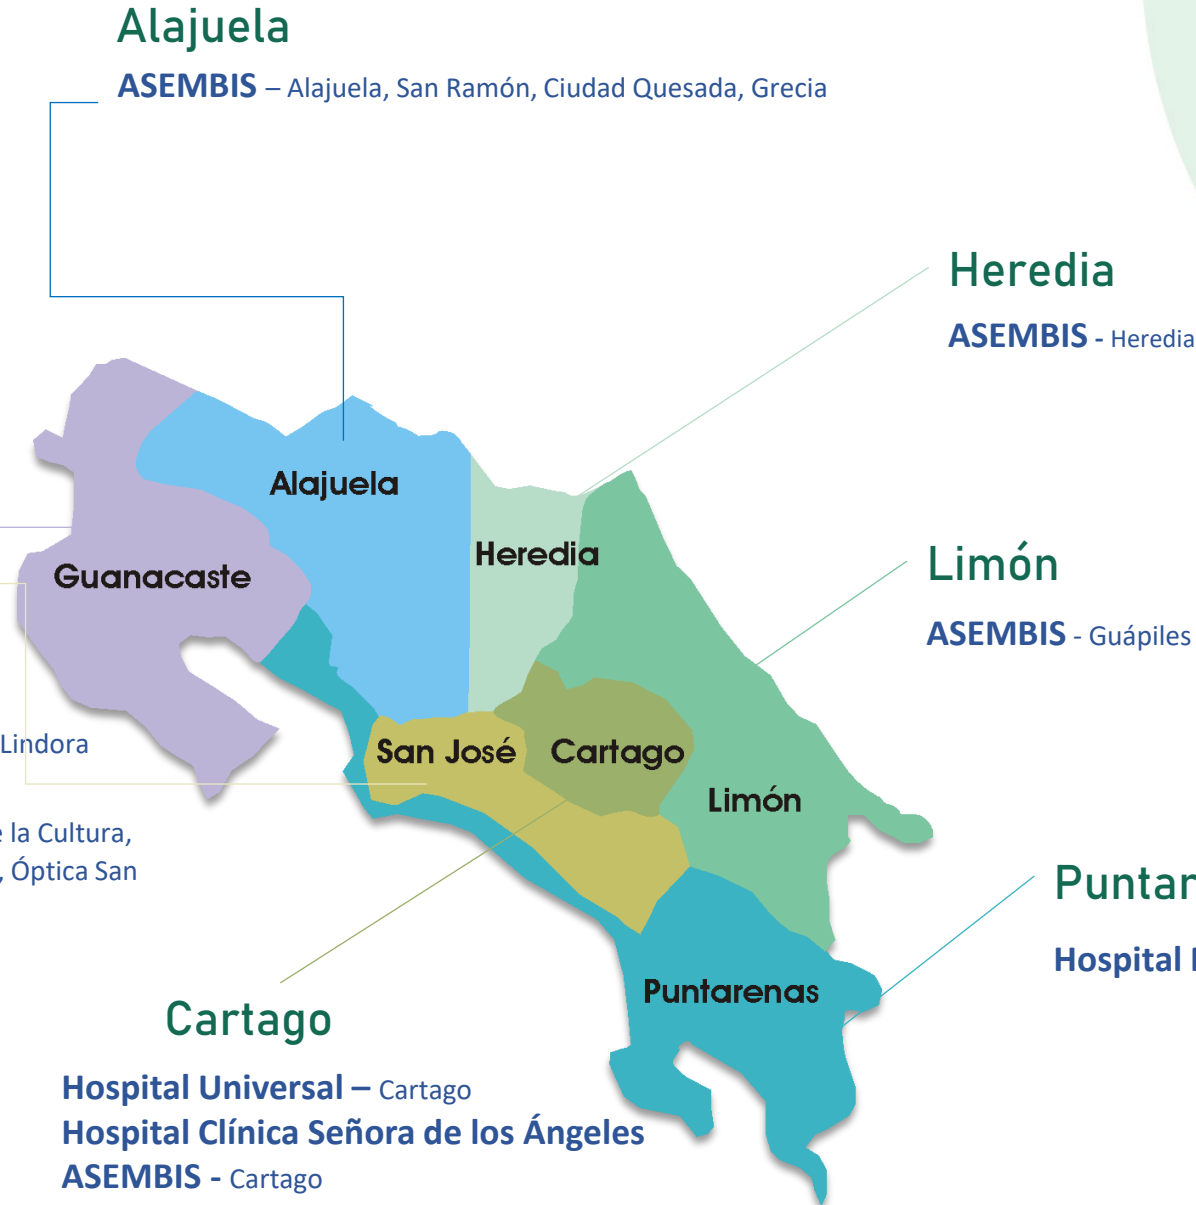 Alajuela
ASEMBIS – Alajuela, San Ramón, Ciudad Quesada, Grecia
Heredia
ASEMBIS - Heredia
Alajuela
Heredia
Guanacaste
Limón
ASEMBIS - Guápiles
Lindora
San José
Cartago
Limón
la Cultura,
, Óptica San
Puntar
Hospital
Puntarenas
Cartago
Hospital Universal – Cartago
Hospital Clínica Señora de los Ángeles
ASEMBIS - Cartago